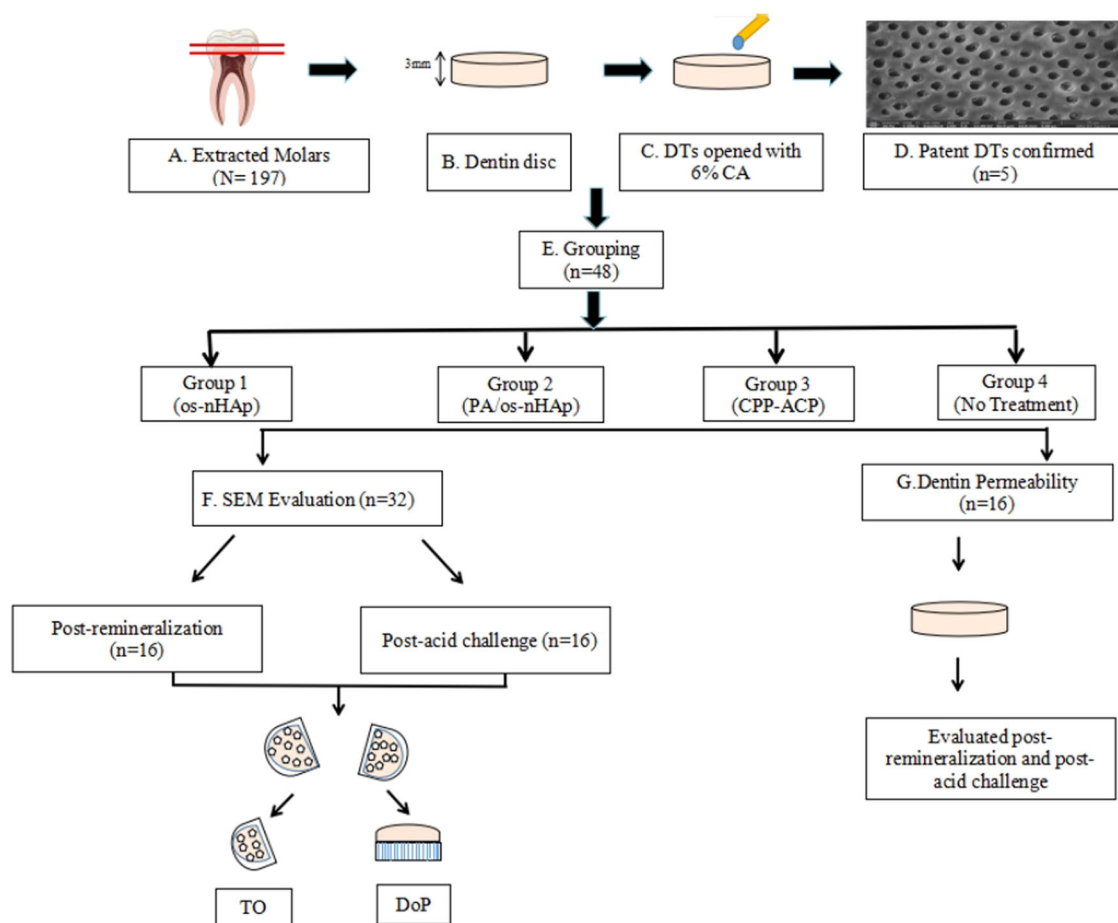 3mm
A. Extracted Molars
(N= 197)
B. Dentin disc
C. DTs opened with
6% CA
D. Patent DTs confirmed
(n=5)
E. Grouping
(n=48)
Group 1
(os-nHAp)
Group 2
(PA/os-nHAp)
Group 3
(CPP-ACP)
Group 4
(No Treatment)
F. SEM Evaluation (n=32)
G.Dentin Permeability
(n=16)
Post-remineralization
(n=16)
Post-acid challenge (n=16)
Evaluated post-
remineralization and post-
acid challenge
TO
DoP